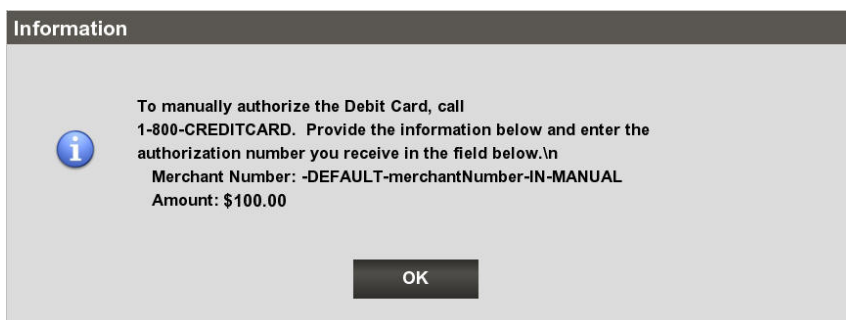 Information
To manually authorize the Debit Card, call
1-800-CREDITCARD.  Provide the information below and enter the
authorization number you receive in the field below.\n
Merchant Number: -DEFAULT-merchantNumber-IN-MANUAL
Amount: $100.00
OK